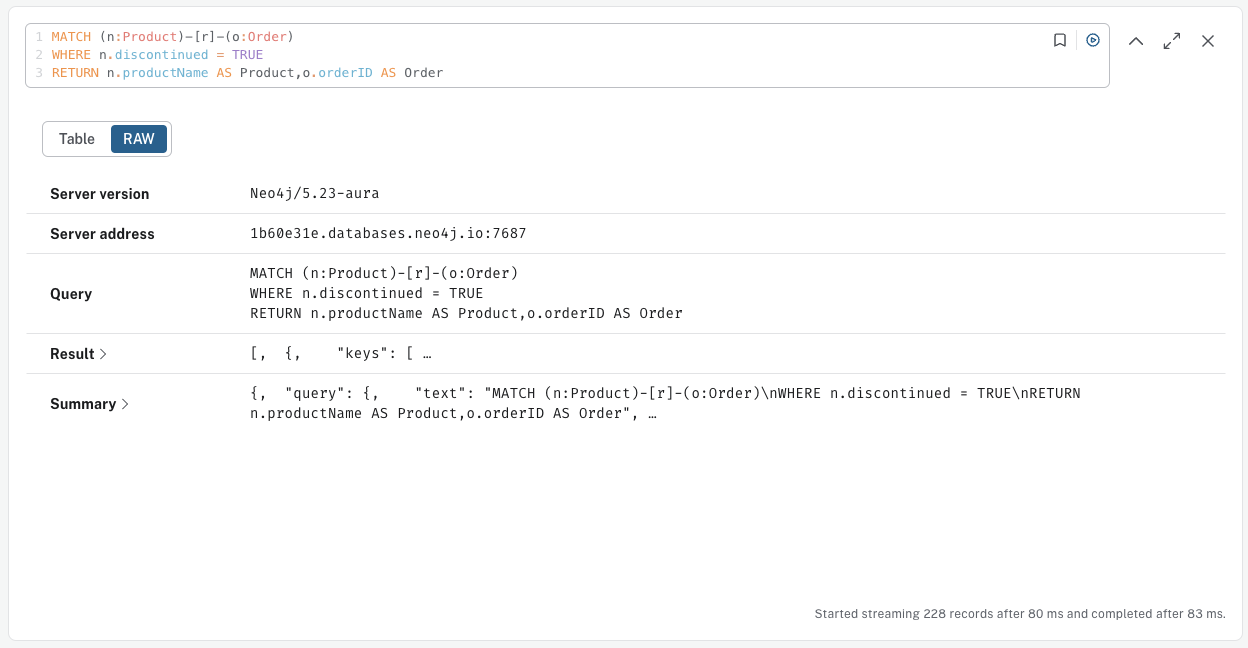 1 MATCH (n:Product)-[r]-(o:Order)
2 WHERE n.discontinued = TRUE
3 RETURN n.productName AS Product,o.orderID AS Order
Table RAW
Server version Neo4j/5.23-aura
Server address 1b60e31e.databases.neo4j.io:7687
Query
MATCH (n:Product)-[r]-(o:Order)
WHERE n.discontinued = TRUE
RETURN n.productName AS Product,o.orderID AS Order
Result [, {, "keys": [ …
Summary
{, "query": {, "text": "MATCH (n:Product)-[r]-(o:Order)\nWHERE n.discontinued = TRUE\nRETURN
n.productName AS Product,o.orderID AS Order", …
Started streaming 228 records after 80 ms and completed after 83 ms.